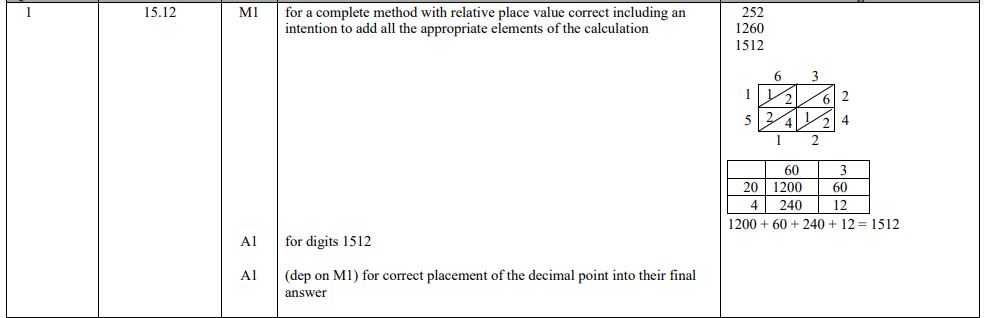 1 15.12 M1 for a complete method with relative place value correct including an 252
intention to add all the appropriate elements of the calculation 1260
1512
6 3
1 1 2 6 2
5 2 4 1 2 4
1 2
60 3
20 1200 60
4 240 12
1200 + 60 + 240 + 12 = 1512
A1 for digits 1512
A1 (dep on M1) for correct placement of the decimal point into their final
answer